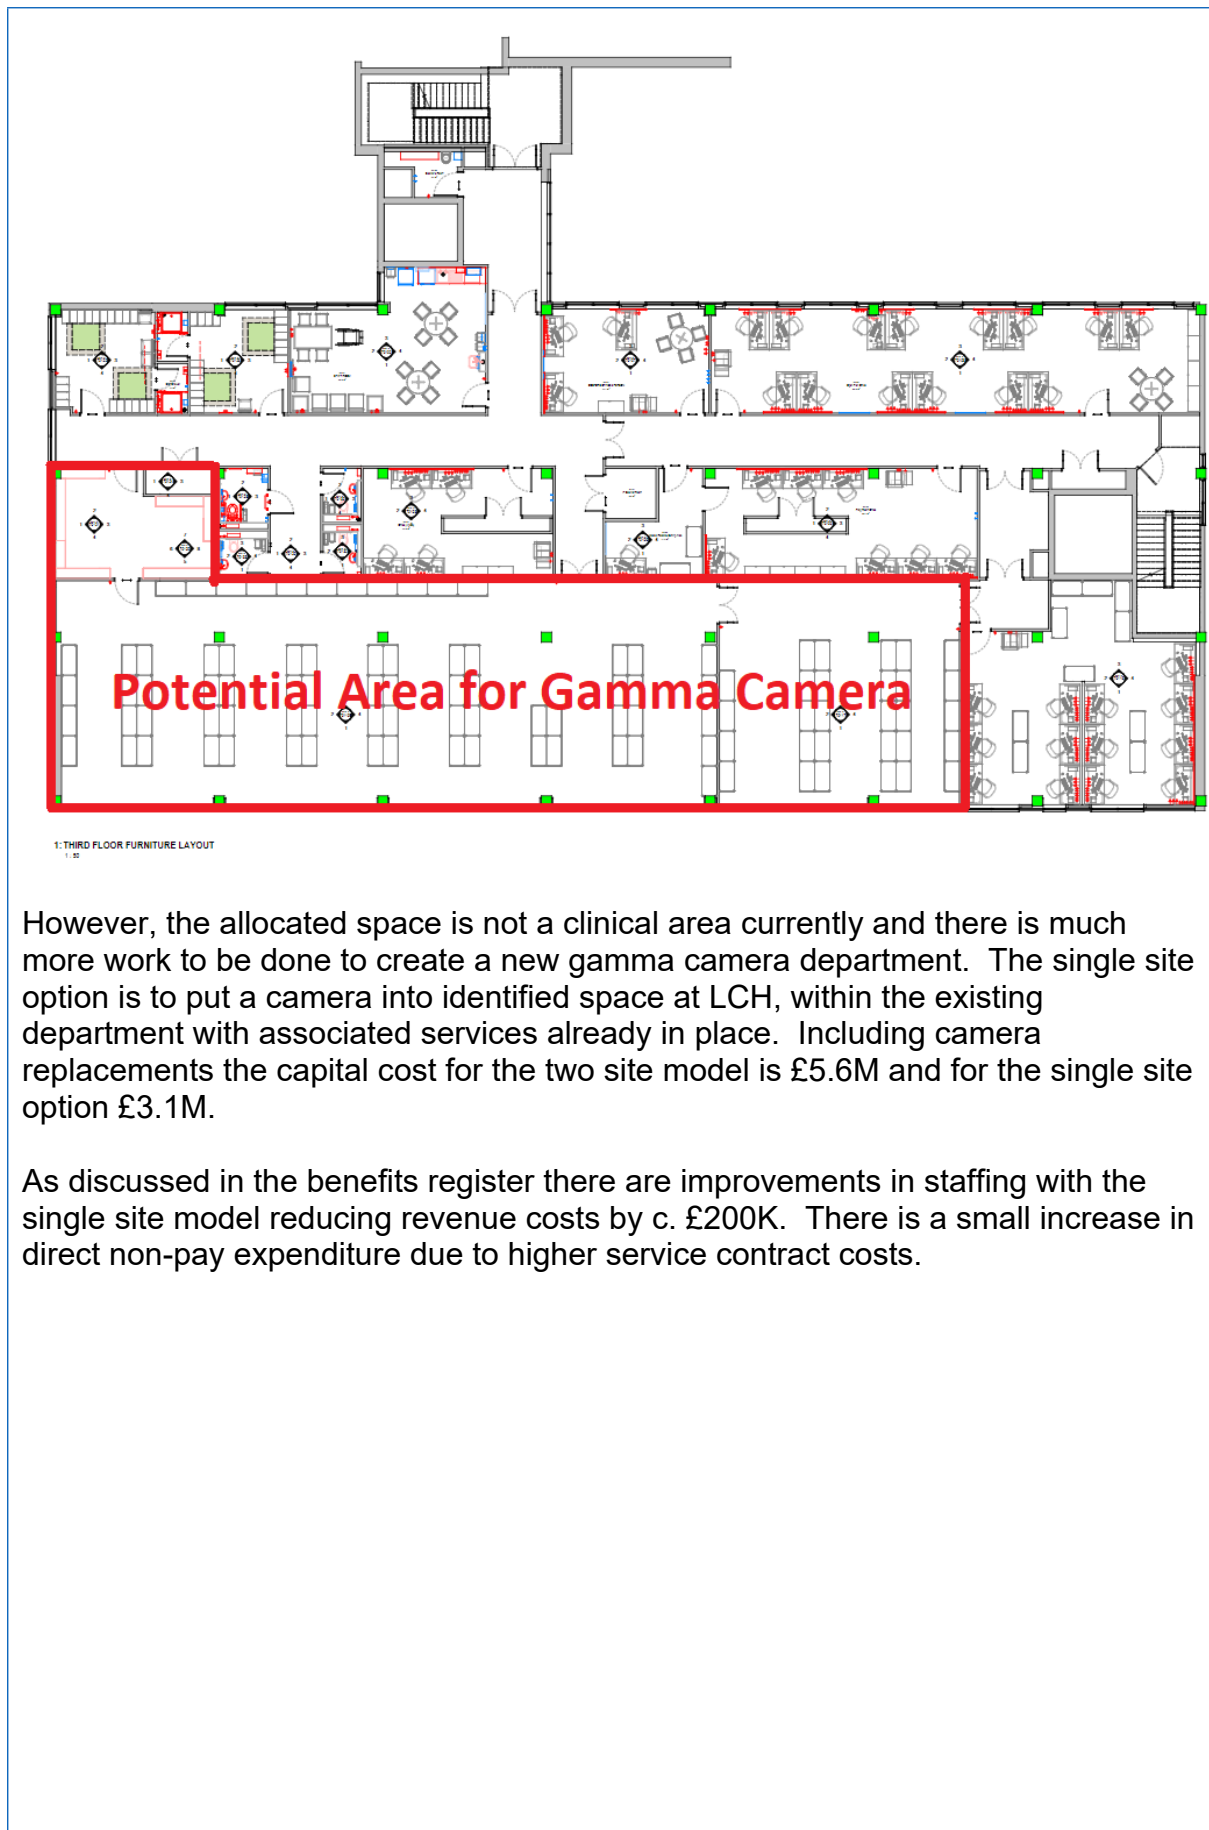 Potential Area for Gamma Camera
1: THIRD FLOOR FURNITURE LAYOUT
1 : 50
However, the allocated space is not a clinical area currently and there is much
more work to be done to create a new gamma camera department.  The single site
option is to put a camera into identified space at LCH, within the existing
department with associated services already in place.  Including camera
replacements the capital cost for the two site model is £5.6M and for the single site
option £3.1M.
As discussed in the benefits register there are improvements in staffing with the
single site model reducing revenue costs by c. £200K.  There is a small increase in
direct non-pay expenditure due to higher service contract costs.